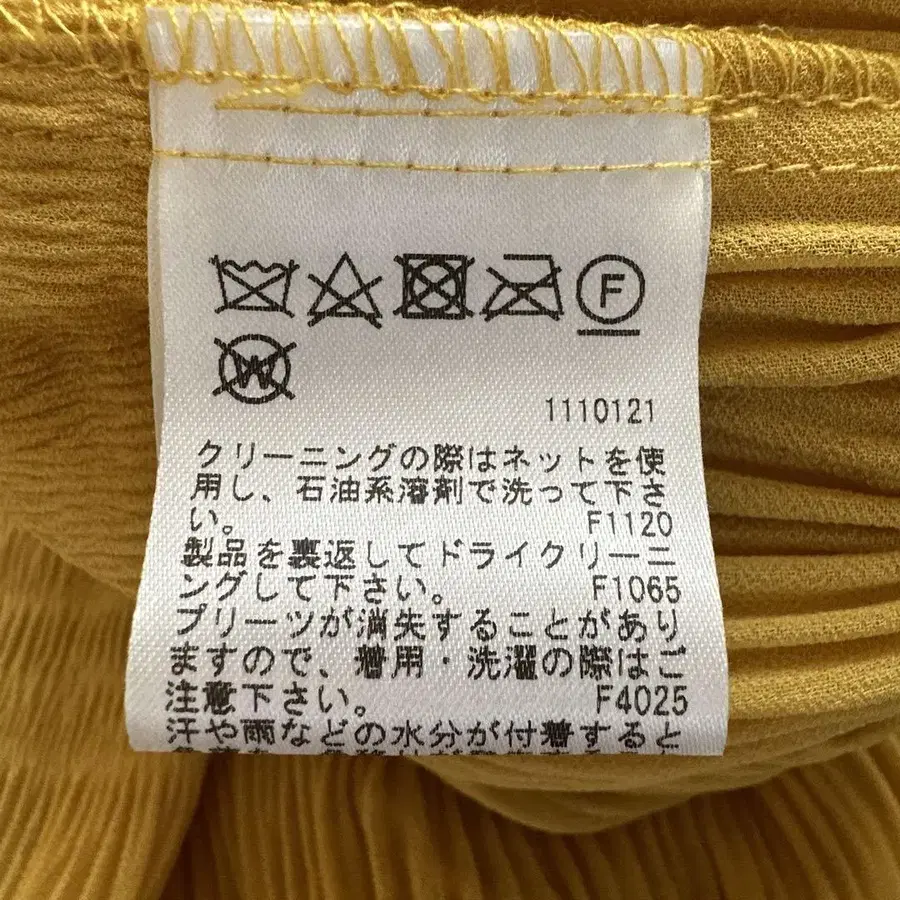 F
W
1110121
クリーニングの際はネットを使
用し、石油系溶剤で洗って下さ
い。 F1120
製品を裏返してドライクリーニ
ングして下さい。 F1065
プリーツが消失することがあり
ますので、着用・洗濯の際はご
注意下さい。 F4025
汗や雨などの水分が付着すると